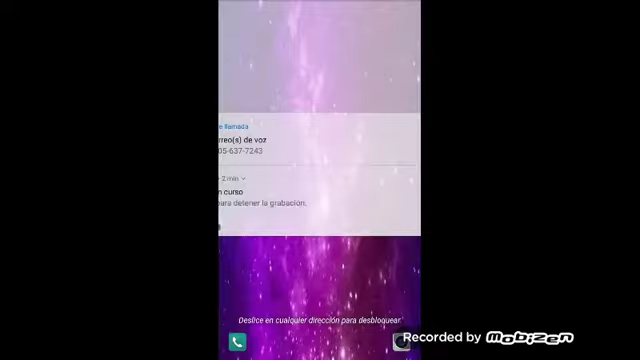 e llamada
rreo(s) de voz
05-637-7243
2 min
n curso
para detener la grabación.
Deslice en cualquier dirección para desbloquear.
Recorded by Mobizen